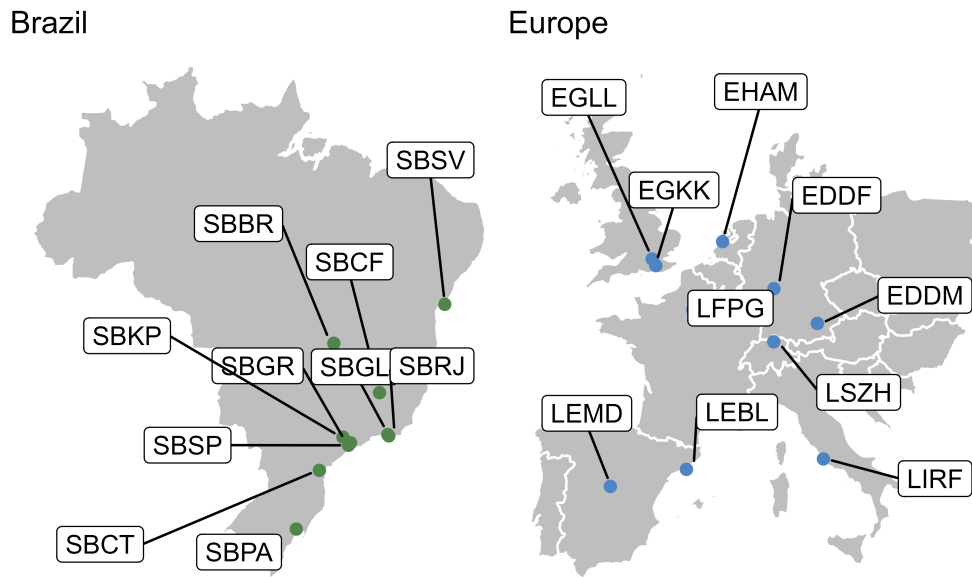 Brazil
SBSV
SBBR
SBCF
SBKP
SBGR
SBGL
SBRJ
SBSP
SBCT
SBPA
Europe
EGLL
EHAM
EGKK
EDDF
LFPG
EDDM
LSZH
LEMD
LEBL
LIRF